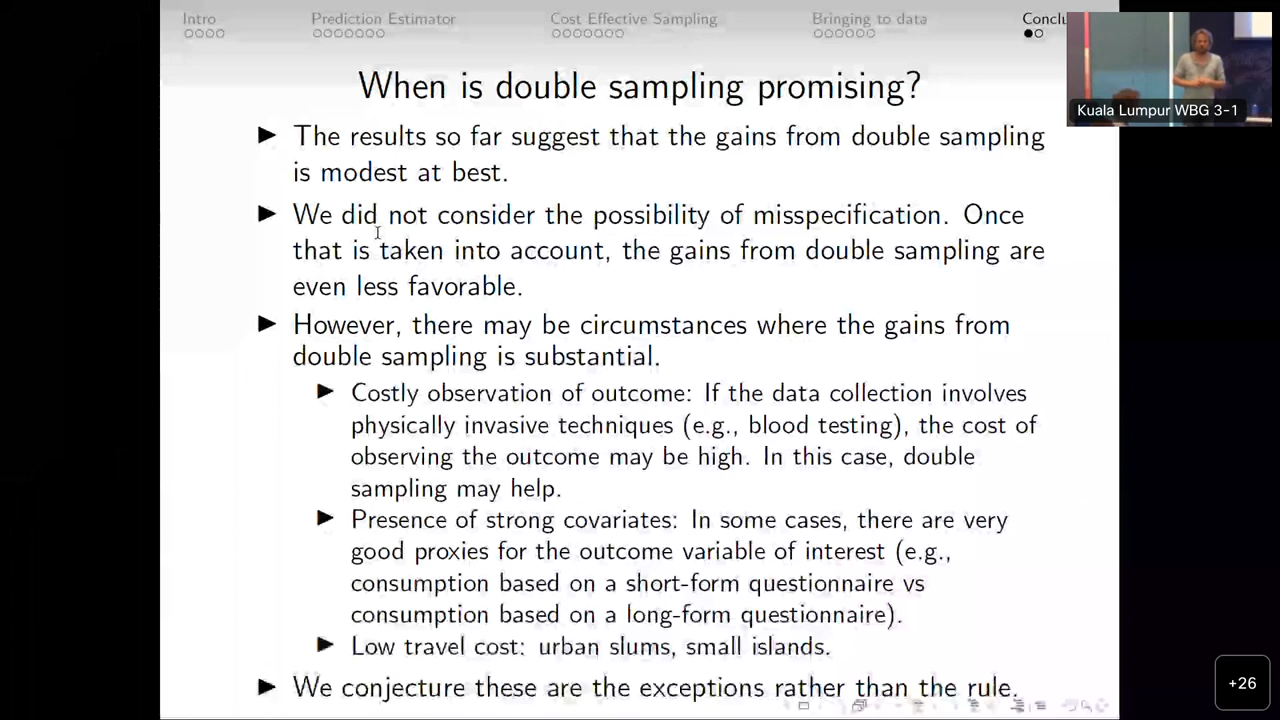 Intro
Prediction Estimator
Cost Effective Sampling
Bringing to data
Conclu
Kuala Lumpur WBG 3-1
When is double sampling promising?
▶ The results so far suggest that the gains from double sampling
is modest at best.
▶ We did not consider the possibility of misspecification. Once
that is taken into account, the gains from double sampling are
even less favorable.
▶ However, there may be circumstances where the gains from
double sampling is substantial.
▶ Costly observation of outcome: If the data collection involves
physically invasive techniques (e.g., blood testing), the cost of
observing the outcome may be high. In this case, double
sampling may help.
▶ Presence of strong covariates: In some cases, there are very
good proxies for the outcome variable of interest (e.g.,
consumption based on a short-form questionnaire vs
consumption based on a long-form questionnaire).
▶ Low travel cost: urban slums, small islands.
▶ We conjecture these are the exceptions rather than the rule.
+26